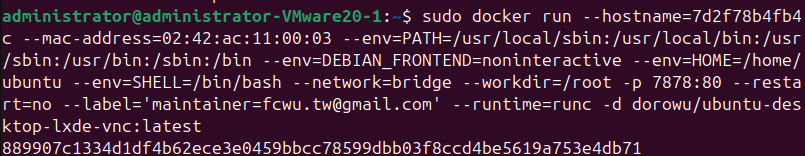 administrator@administrator-VMware20-1:~$ sudo docker run --hostname=7d2f78b4fb4
c --mac-address=02:42:ac:11:00:03 --env=PATH=/usr/local/sbin:/usr/local/bin:/usr
/sbin:/usr/bin:/sbin:/bin --env=DEBIAN_FRONTEND=noninteractive --env=HOME=/home/
ubuntu --env=SHELL=/bin/bash --network=bridge --workdir=/root -p 7878:80 --resta
rt=no --label='maintainer=fcwu.tw@gmail.com' --runtime=runc -d dorowu/ubuntu-des
ktop-lxde-vnc:latest
889907c1334d1df4b62ece3e0459bbcc78599dbb03f8ccd4be5619a753e4db71